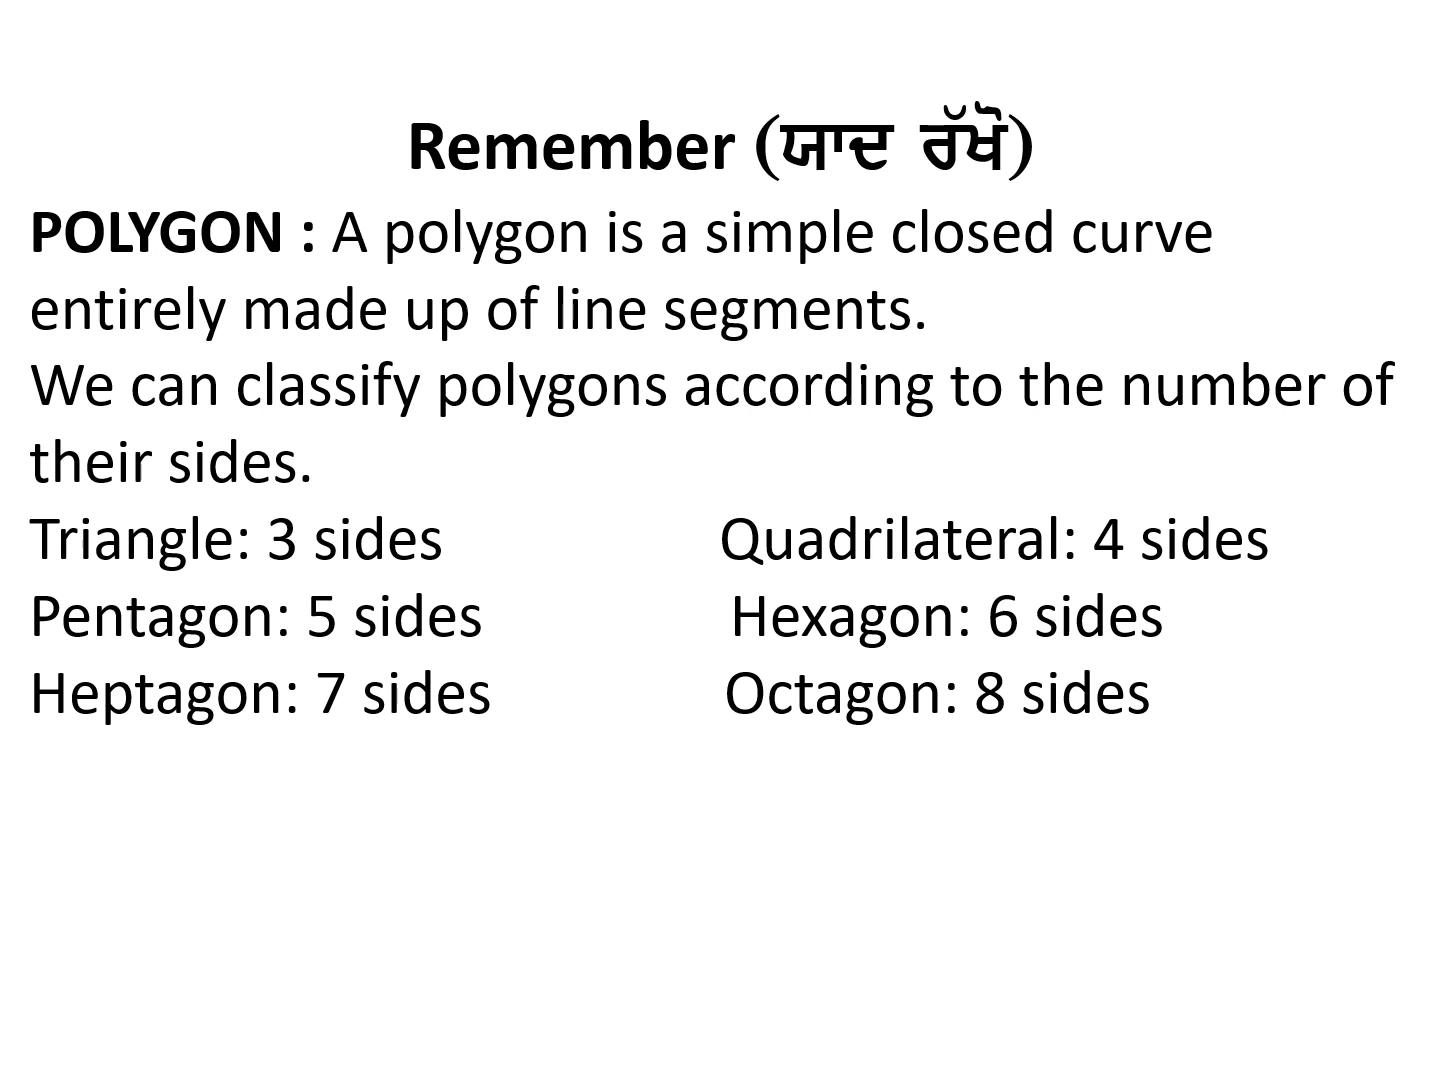 Remember (ਯਾਦ ਰੱਖੋ)
POLYGON : A polygon is a simple closed curve
entirely made up of line segments.
We can classify polygons according to the number of
their sides.
Triangle: 3 sides Quadrilateral: 4 sides
Pentagon: 5 sides Hexagon: 6 sides
Heptagon: 7 sides Octagon: 8 sides